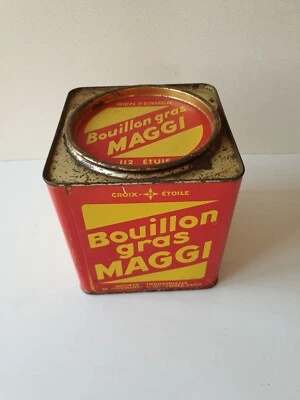 BIEN FERMER
Bouillon gras
MAGGI
1/2 ÉTUIS
CROIX ÉTOILE
Bouillon
gras
MAGGI